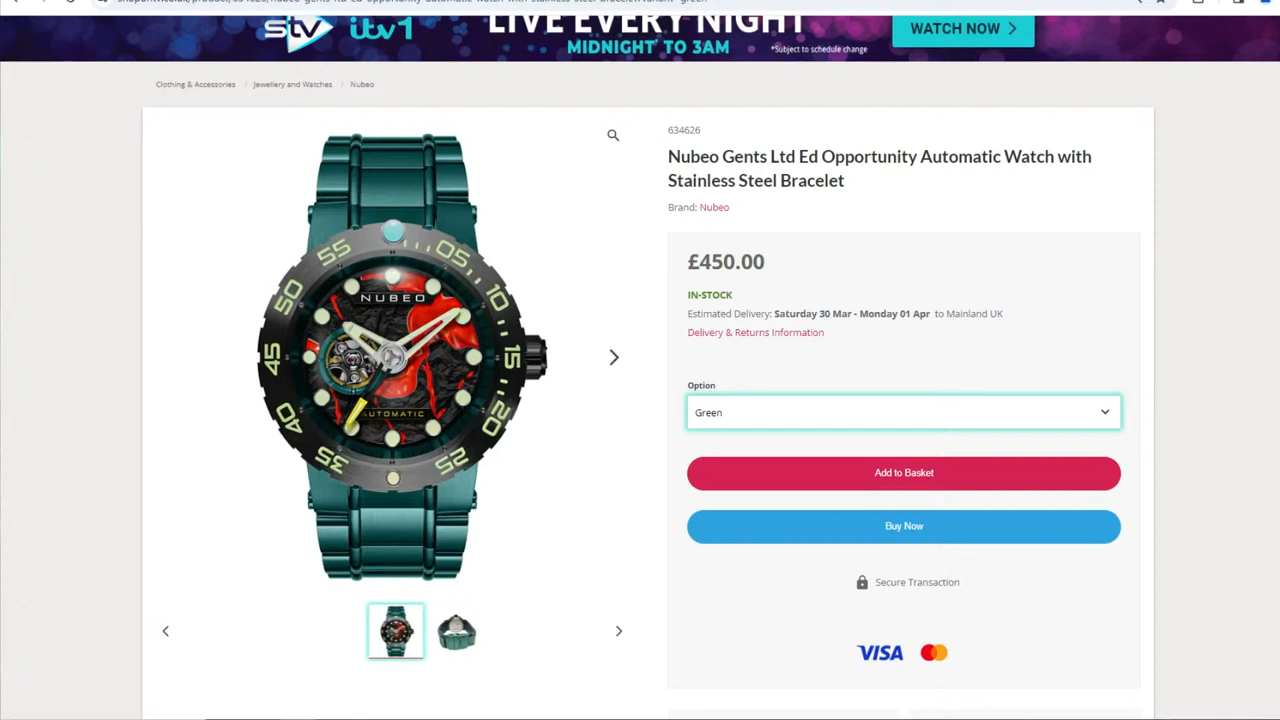 stv itv1
LIVE EVERY NIGHT
MIDNIGHT TO 3AM
*Subject to schedule change
WATCH NOW
Clothing & Accessories / Jewellery and Watches / Nubeo
634626
Nubeo Gents Ltd Ed Opportunity Automatic Watch with
Stainless Steel Bracelet
Brand: Nubeo
£450.00
IN-STOCK
Estimated Delivery: Saturday 30 Mar - Monday 01 Apr to Mainland UK
Delivery & Returns Information
Option
Green
Add to Basket
Buy Now
Secure Transaction
VISA
05
10
15
20
25
35
40
45
50
55
NUBEO
AUTOMATIC